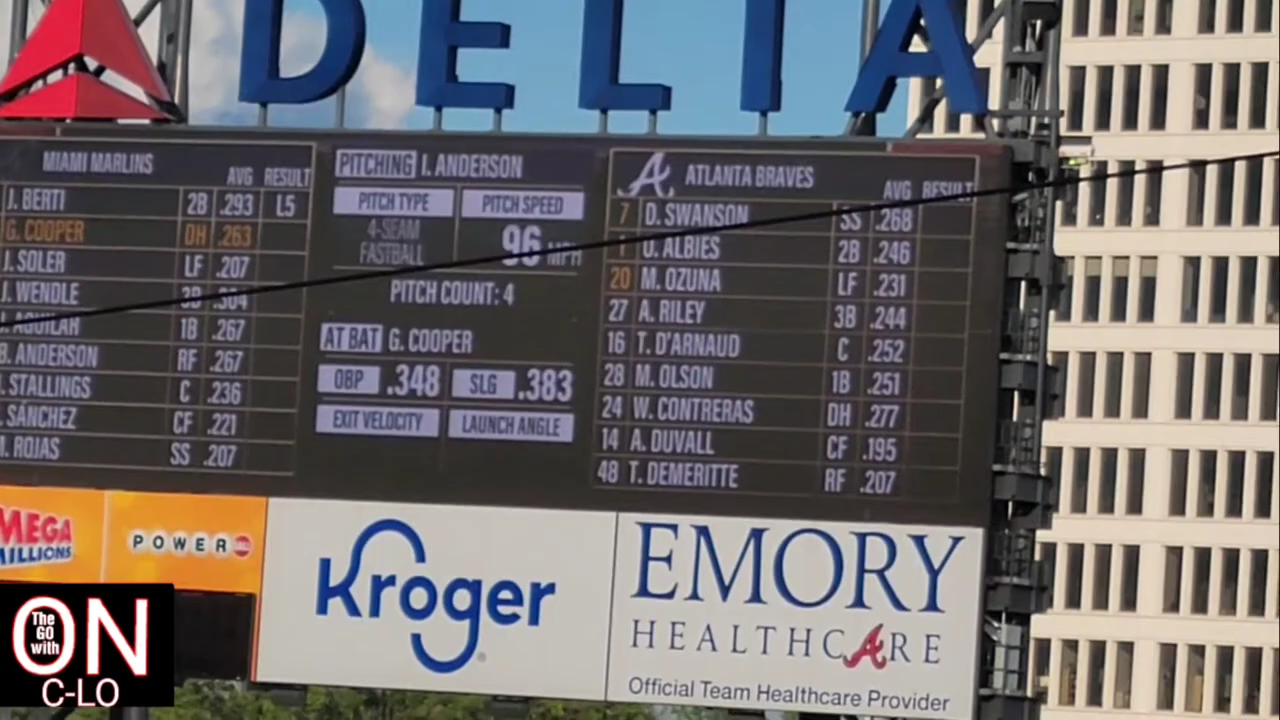 DELTA
MIAMI MARLINS
AVG RESULT
J. BERTI 2B .293 L5
G. COOPER DH .263
J. SOLER LF .207
J. WENDLE 3B .304
J. AGUILAR 1B .267
B. ANDERSON RF .267
J. STALLINGS C .236
J. SÁNCHEZ CF .221
M. ROJAS SS .207
PITCHING I. ANDERSON
PITCH TYPE PITCH SPEED
4-SEAM
FASTBALL
96 MPH
PITCH COUNT: 4
AT BAT G. COOPER
OBP .348 SLG .383
EXIT VELOCITY LAUNCH ANGLE
A ATLANTA BRAVES
AVG RESULT
7 D. SWANSON SS .268
1 O. ALBIES 2B .246
20 M. OZUNA LF .231
27 A. RILEY 3B .244
16 T. D'ARNAUD C .252
28 M. OLSON 1B .251
24 W. CONTRERAS DH .277
14 A. DUVALL CF .195
48 T. DEMERITTE RF .207
MEGA
MILLIONS
POWER
Kroger
EMORY
HEALTHCARE
Official Team Healthcare Provider
The
GO
with
ON
C-LO